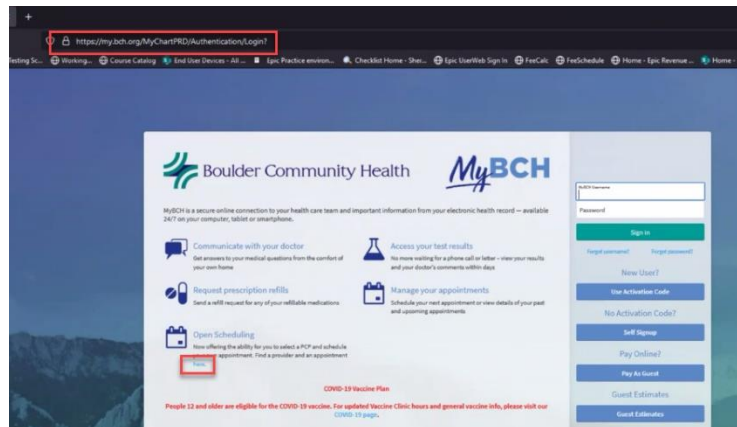 +
https://my.bch.org/MyChartPRD/Authentication/Login?
Testing Sc... Working... Course Catalog End User Devices - All ... Epic Practice environ... Checklist Home - Sher... Epic UserWeb Sign In FeeCalc FeeSchedule Home - Epic Revenue ... Home -
Boulder Community Health MyBCH
MyBCH is a secure online connection to your health care team and important information from your electronic health record — available
24/7 on your computer, tablet or smartphone.
Communicate with your doctor
Get answers to your medical questions from the comfort of
your own home
Access your test results
No more waiting for a phone call or letter – view your results
and your doctor's comments within days
Request prescription refills
Send a refill request for any of your refillable medications
Manage your appointments
Schedule your next appointment or view details of your past
and upcoming appointments
Open Scheduling
Now offering the ability for you to select a PCP and schedule
appointment. Find a provider and an appointment
COVID-19 Vaccine Plan
People 12 and older are eligible for the COVID-19 vaccine. For updated Vaccine Clinic hours and general vaccine info, please visit our
COVID-19 page.
MyBCH Username
Password
Sign in
Forgot username? Forgot password?
New User?
Use Activation Code
No Activation Code?
Self Signup
Pay Online?
Pay As Guest
Guest Estimates
Guest Estimates